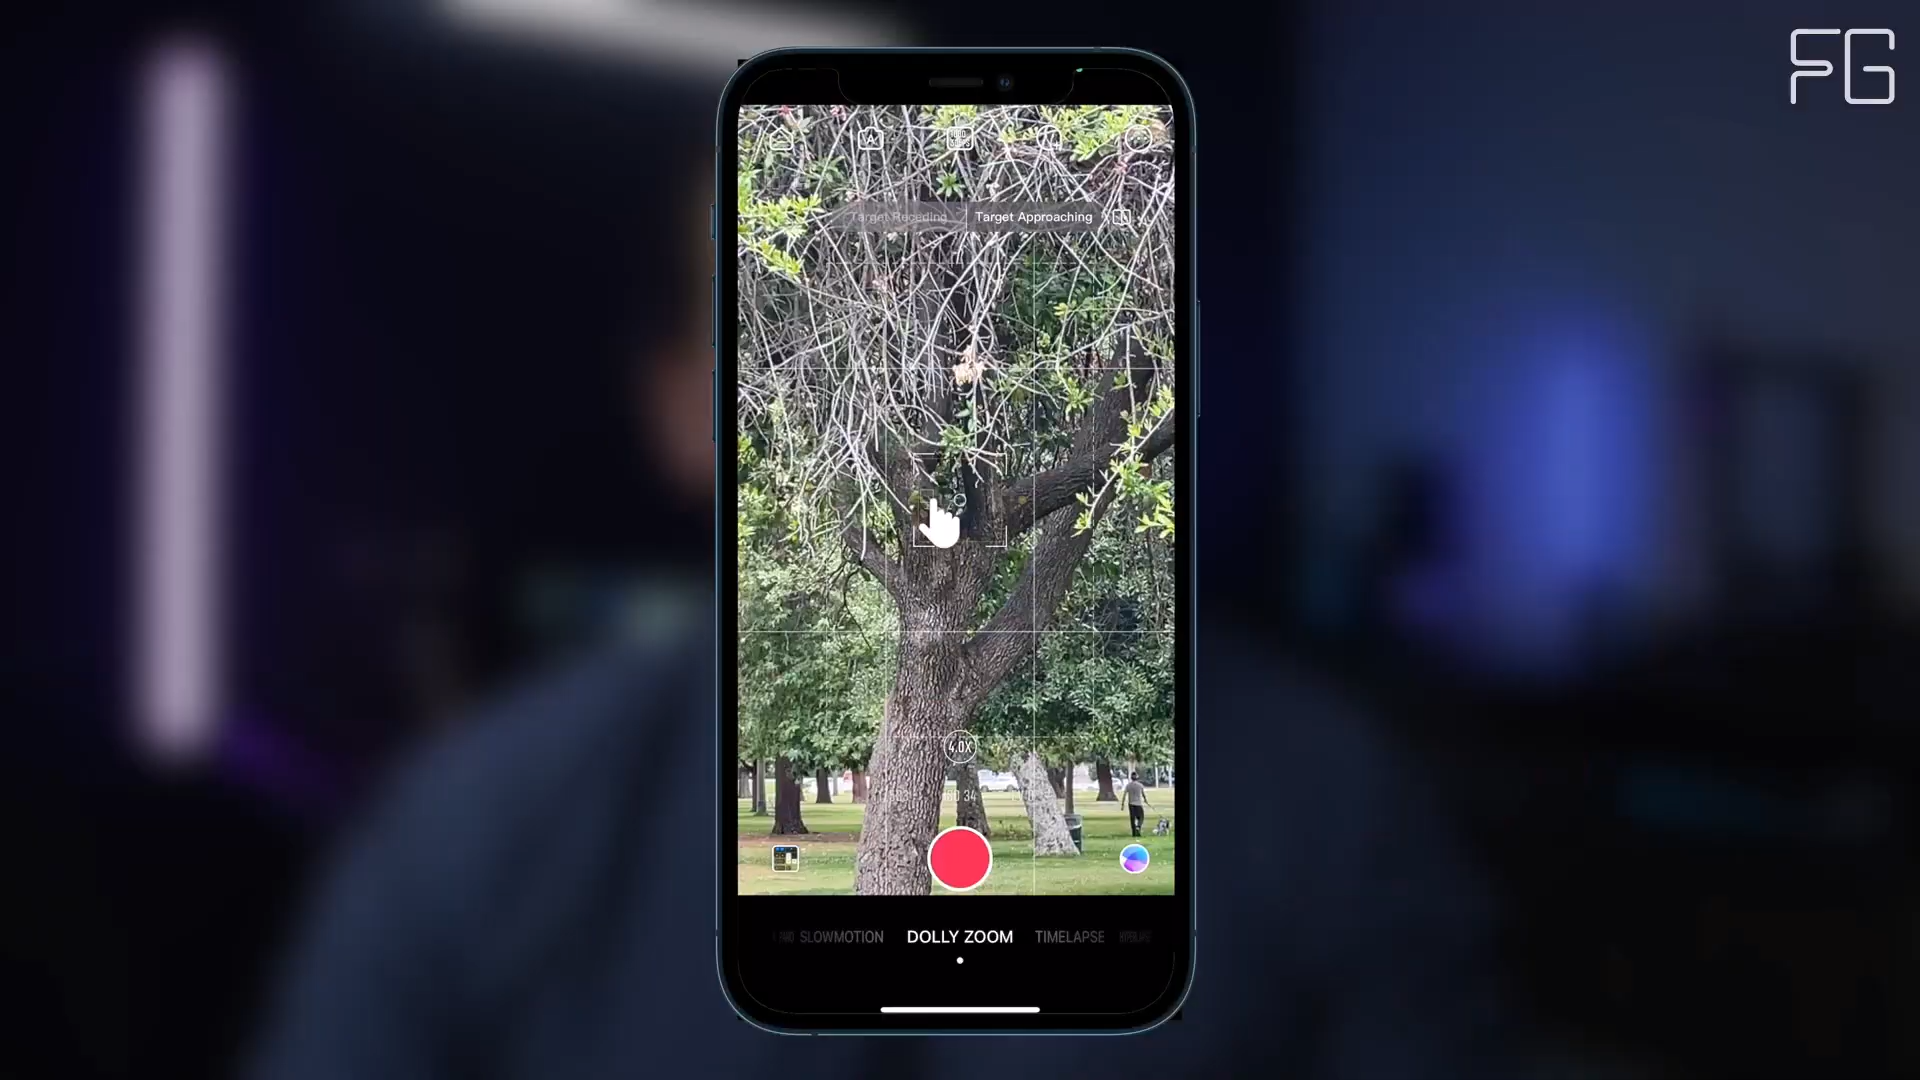 FG
Target Receding Target Approaching
4.0X
SLOWMOTION DOLLY ZOOM TIMELAPSE